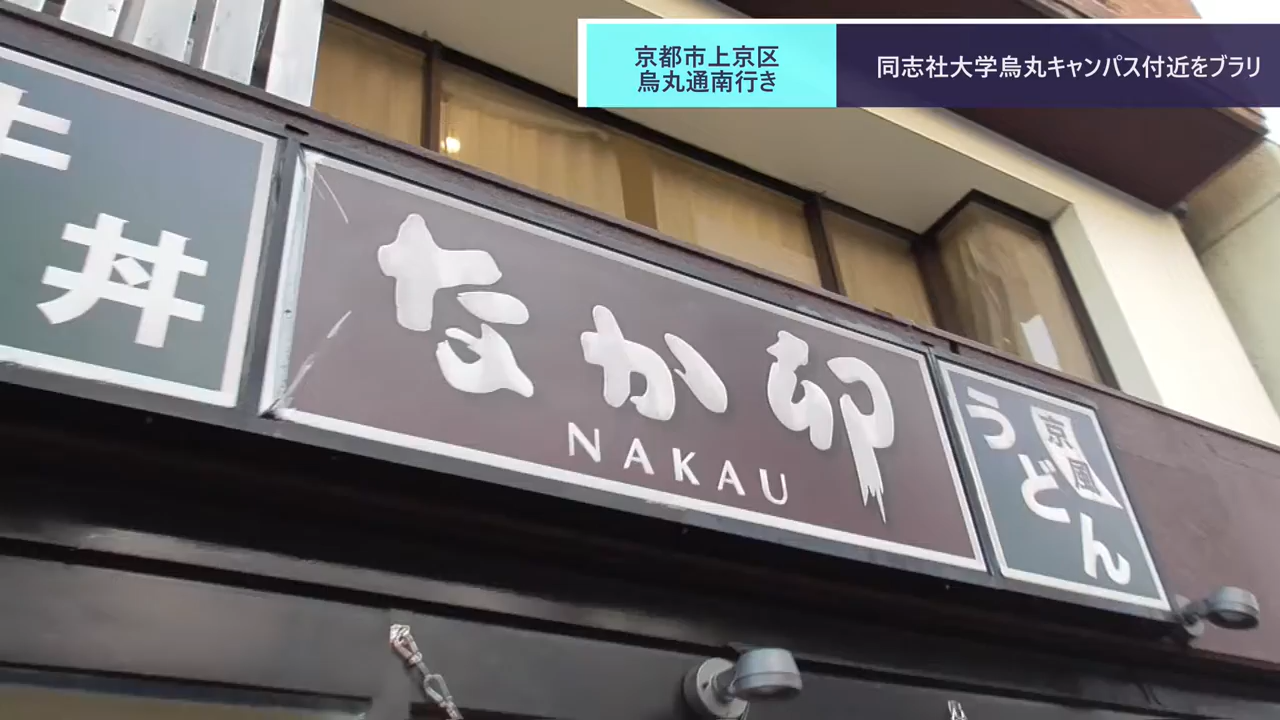 京都市上京区
烏丸通南行き
同志社大学烏丸キャンパス付近をブラリ
牛丼
なか卯
NAKAU
京風
うどん